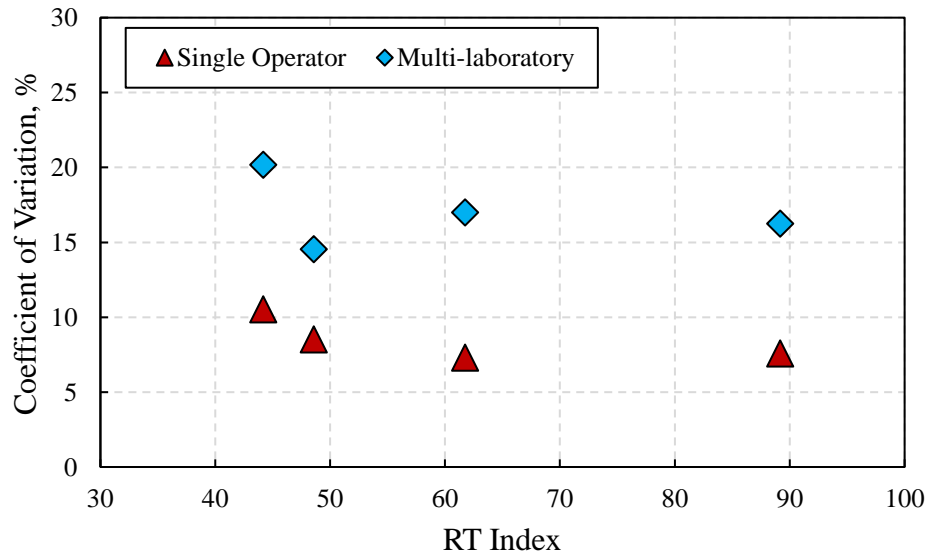 30
Single Operator Multi-laboratory
25
20
15
10
5
0
Coefficient of Variation, %
30 40 50 60 70 80 90 100
RT Index